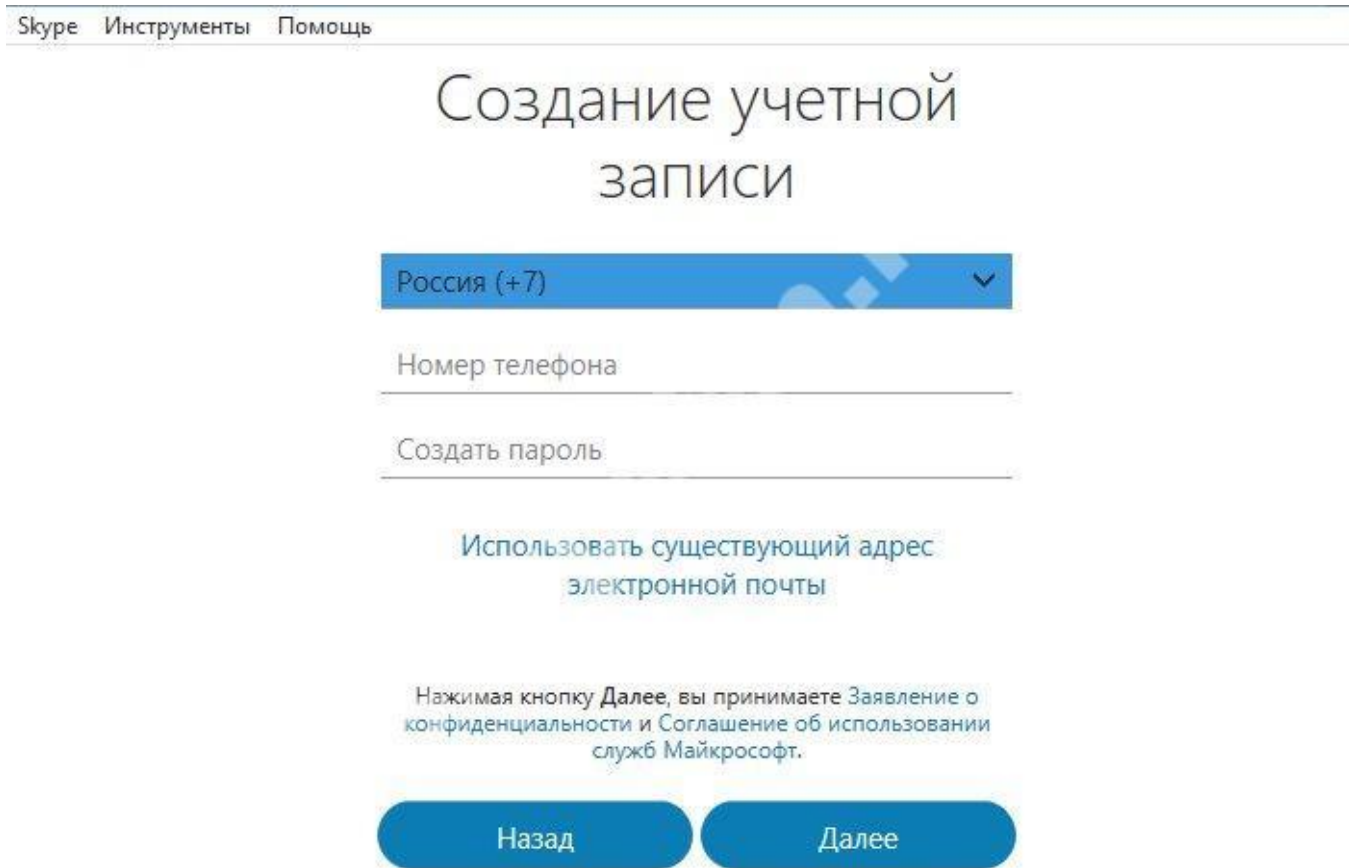 Skype Инструменты Помощь
Создание учетной
записи
Россия (+7)
Номер телефона
Создать пароль
Использовать существующий адрес
электронной почты
Нажимая кнопку Далее, вы принимаете Заявление о
конфиденциальности и Соглашение об использовании
служб Майкрософт.
Назад Далее